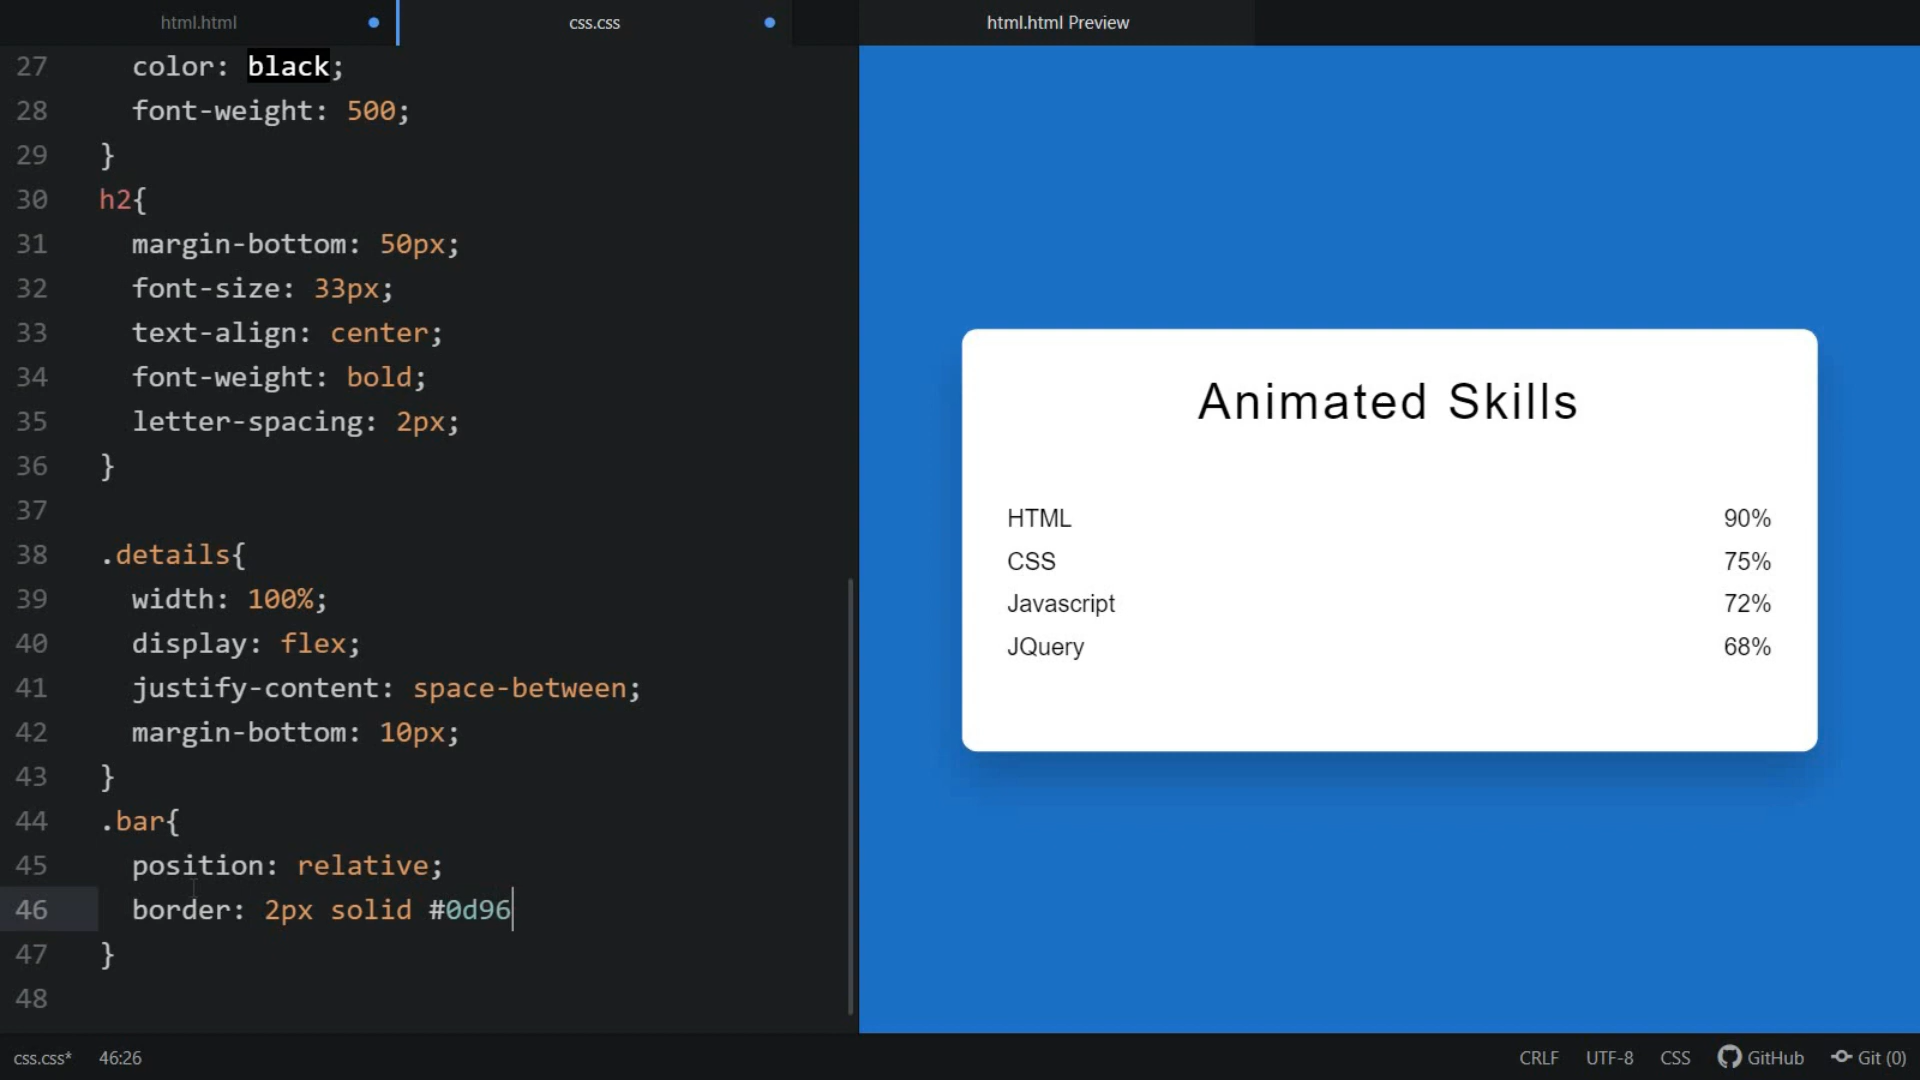 html.html
css.css
html.html Preview
27 color: black;
28 font-weight: 500;
29 }
30 h2{
31 margin-bottom: 50px;
32 font-size: 33px;
33 text-align: center;
34 font-weight: bold;
35 letter-spacing: 2px;
36 }
37
38 .details{
39 width: 100%;
40 display: flex;
41 justify-content: space-between;
42 margin-bottom: 10px;
43 }
44 .bar{
45 position: relative;
46 border: 2px solid #0d96
47 }
48
Animated Skills
HTML 90%
CSS 75%
Javascript 72%
JQuery 68%
css.css* 46:26 CRLF UTF-8 CSS GitHub Git (0)